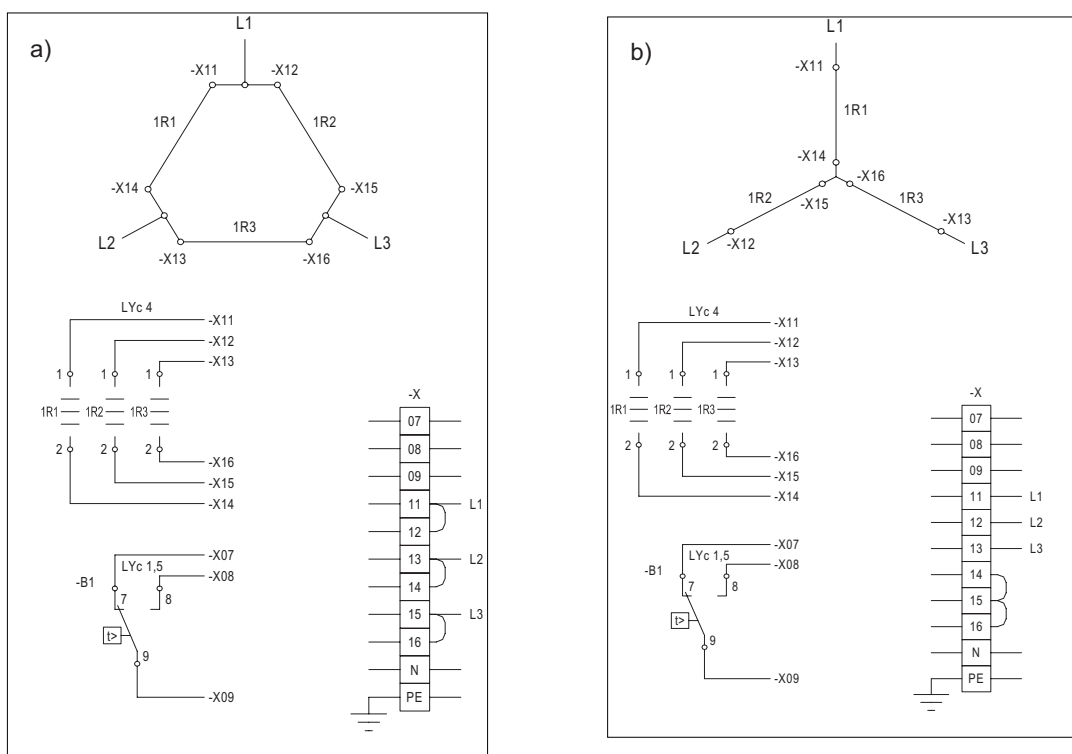 a)
L1
-X11
-X12
1R1
1R2
-X14
-X15
L2
1R3
L3
-X13
-X16
LYc 4
-X11
-X12
-X13
1
1
1
1R1
1R2
1R3
2
2
2
-X16
-X15
-X14
-X07
LYc 1,5
-X08
-B1
7
8
t>
9
-X09
-X
07
08
09
11
L1
12
13
L2
14
15
L3
16
N
PE
b)
L1
-X11
1R1
-X14
-X16
1R2
-X15
1R3
-X13
L2
-X12
L3
LYc 4
-X11
-X12
-X13
1
1
1
1R1
1R2
1R3
2
2
2
-X16
-X15
-X14
-X07
LYc 1,5
-X08
-B1
7
8
t>
9
-X09
-X
07
08
09
11
L1
12
L2
13
L3
14
15
16
N
PE